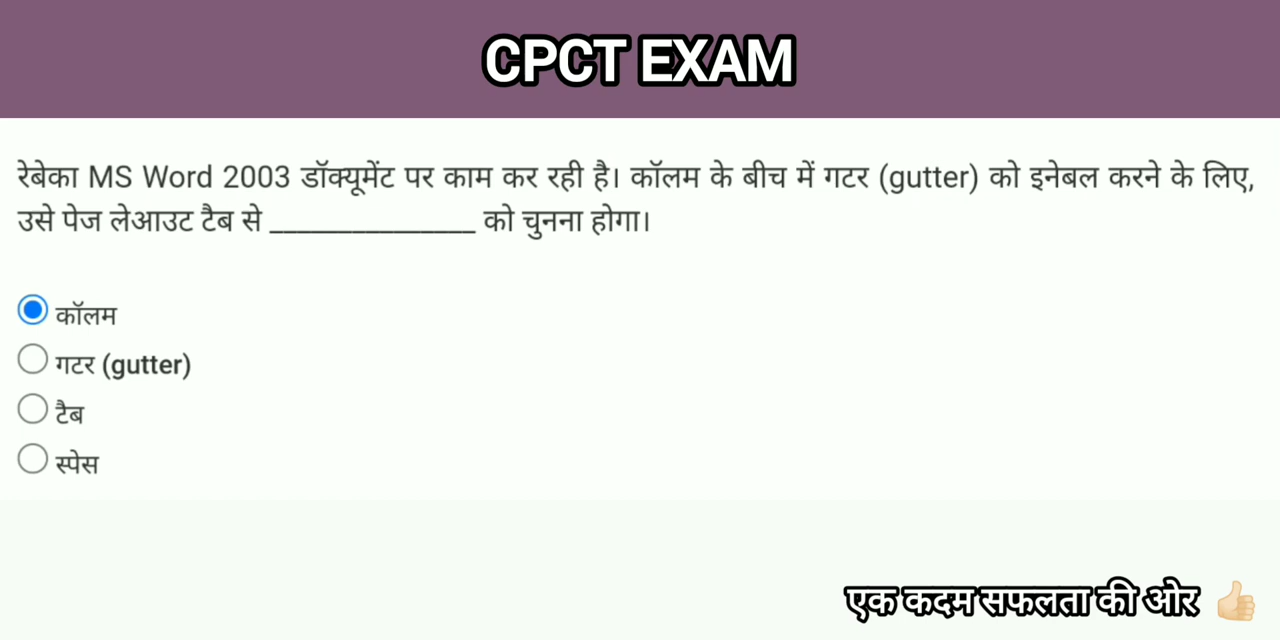 CPCT EXAM
रेबेका MS Word 2003 डॉक्यूमेंट पर काम कर रही है। कॉलम के बीच में गटर (gutter) को इनेबल करने के लिए,
उसे पेज लेआउट टैब से _______________ को चुनना होगा।
कॉलम
गटर (gutter)
टैब
स्पेस
एक कदम सफलता की ओर 👍🏻